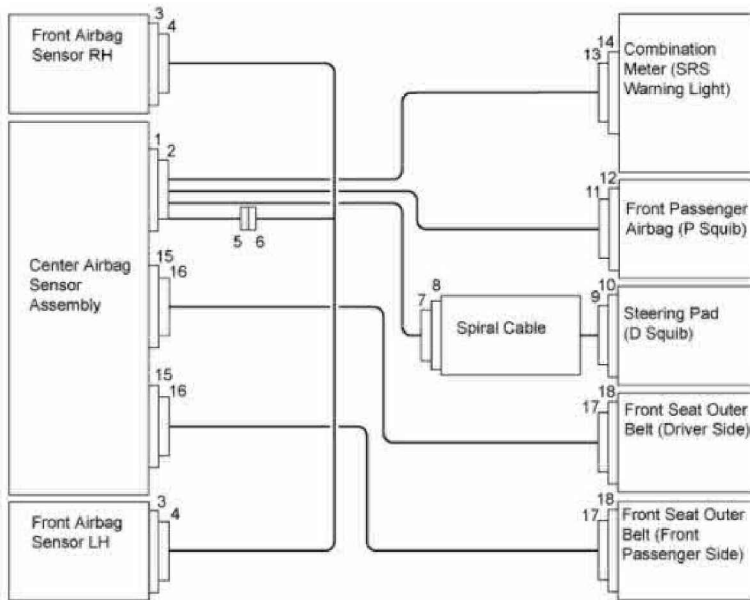 3
4
Front Airbag
Sensor RH
1
2
Center Airbag
Sensor
Assembly
5 6
15
16
15
16
3
4
Front Airbag
Sensor LH
14
13
Combination
Meter (SRS
Warning Light)
12
11
Front Passenger
Airbag (P Squib)
8
7
Spiral Cable
10
9
Steering Pad
(D Squib)
18
17
Front Seat Outer
Belt (Driver Side)
18
17
Front Seat Outer
Belt (Front
Passenger Side)